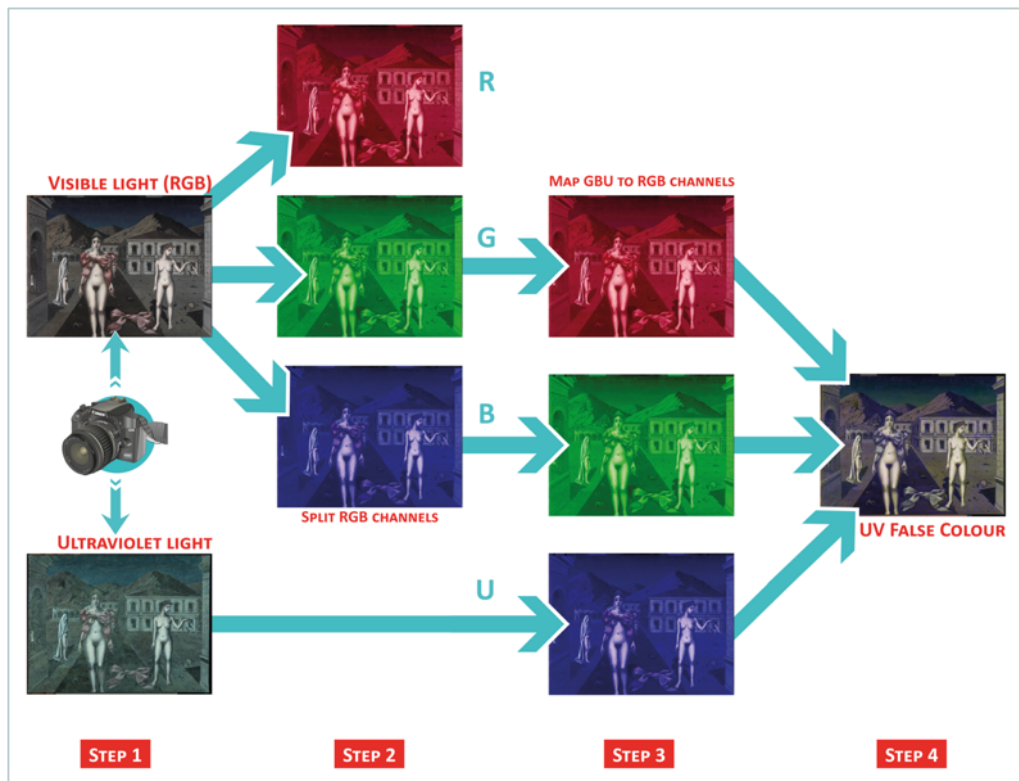 R
VISIBLE LIGHT (RGB)
MAP GBU TO RGB CHANNELS
G
B
SPLIT RGB CHANNELS
UV FALSE COLOUR
ULTRAVIOLET LIGHT
U
STEP 1
STEP 2
STEP 3
STEP 4